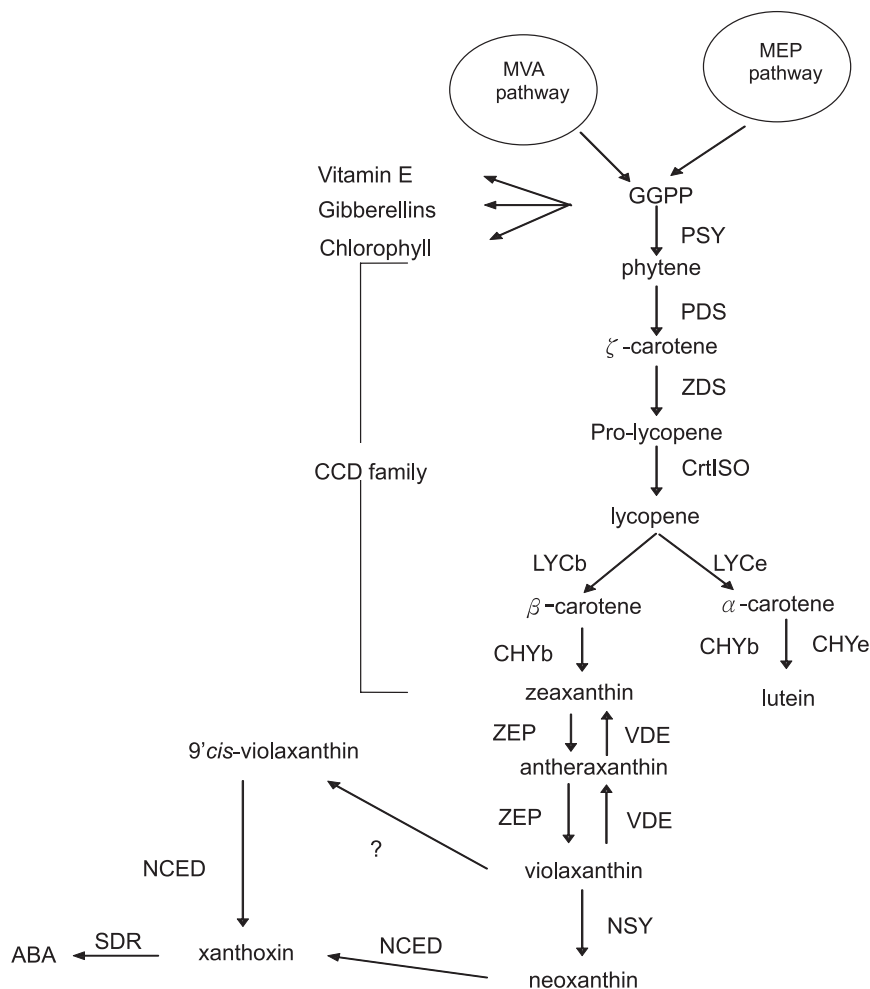 MVA
pathway
MEP
pathway
Vitamin E
Gibberellins
Chlorophyll
GGPP
PSY
phytene
PDS
ζ-carotene
ZDS
Pro-lycopene
CrtISO
CCD family
lycopene
LYCb
LYCe
β-carotene
α-carotene
CHYb
CHYb
CHYe
zeaxanthin
lutein
ZEP
VDE
9'cis-violaxanthin
antheraxanthin
ZEP
VDE
?
NCED
violaxanthin
NSY
ABA
SDR
xanthoxin
NCED
neoxanthin